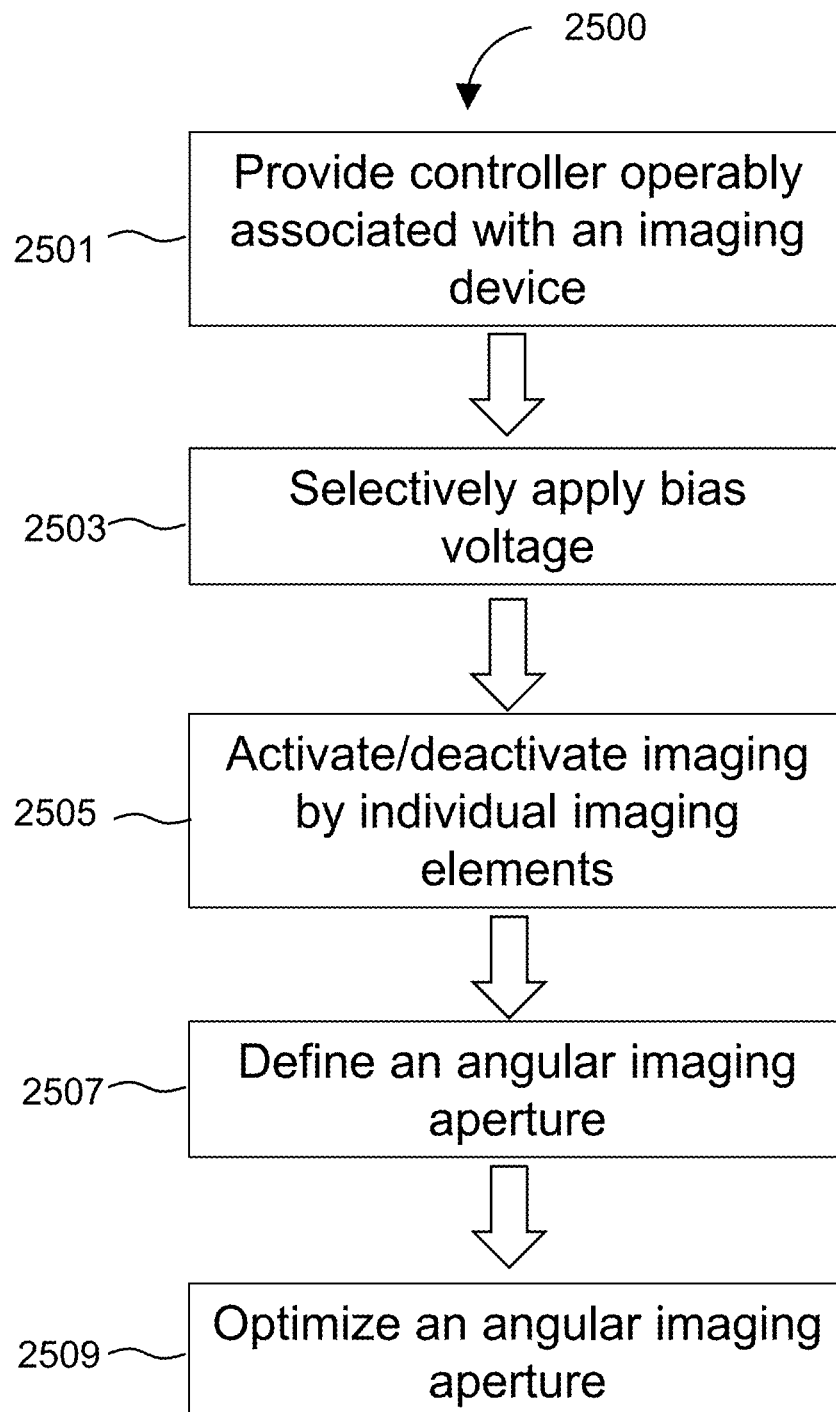 2500
Provide controller operably
associated with an imaging
device
2501
Selectively apply bias
voltage
2503
Activate/deactivate imaging
by individual imaging
elements
2505
Define an angular imaging
aperture
2507
Optimize an angular imaging
aperture
2509